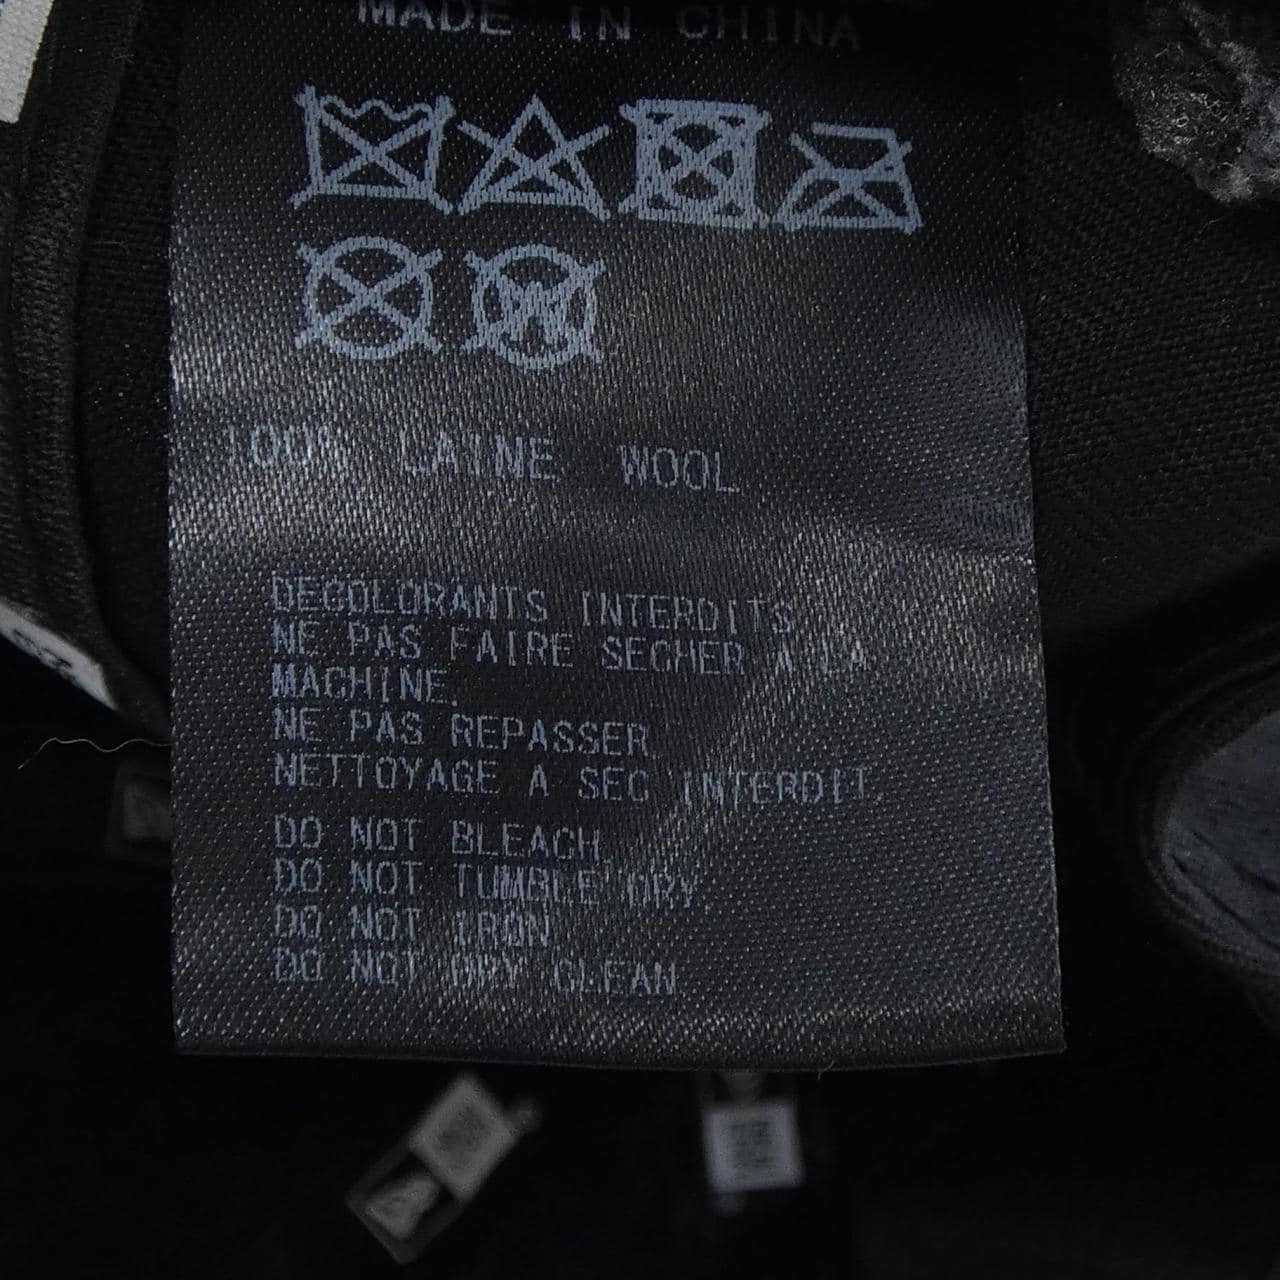 MADE IN CHINA
100% LAINE WOOL
DECOLORANTS INTERDITS
NE PAS FAIRE SECHER A LA
MACHINE.
NE PAS REPASSER
NETTOYAGE A SEC INTERDIT.
DO NOT BLEACH.
DO NOT TUMBLE DRY.
DO NOT IRON
DO NOT DRY CLEAN